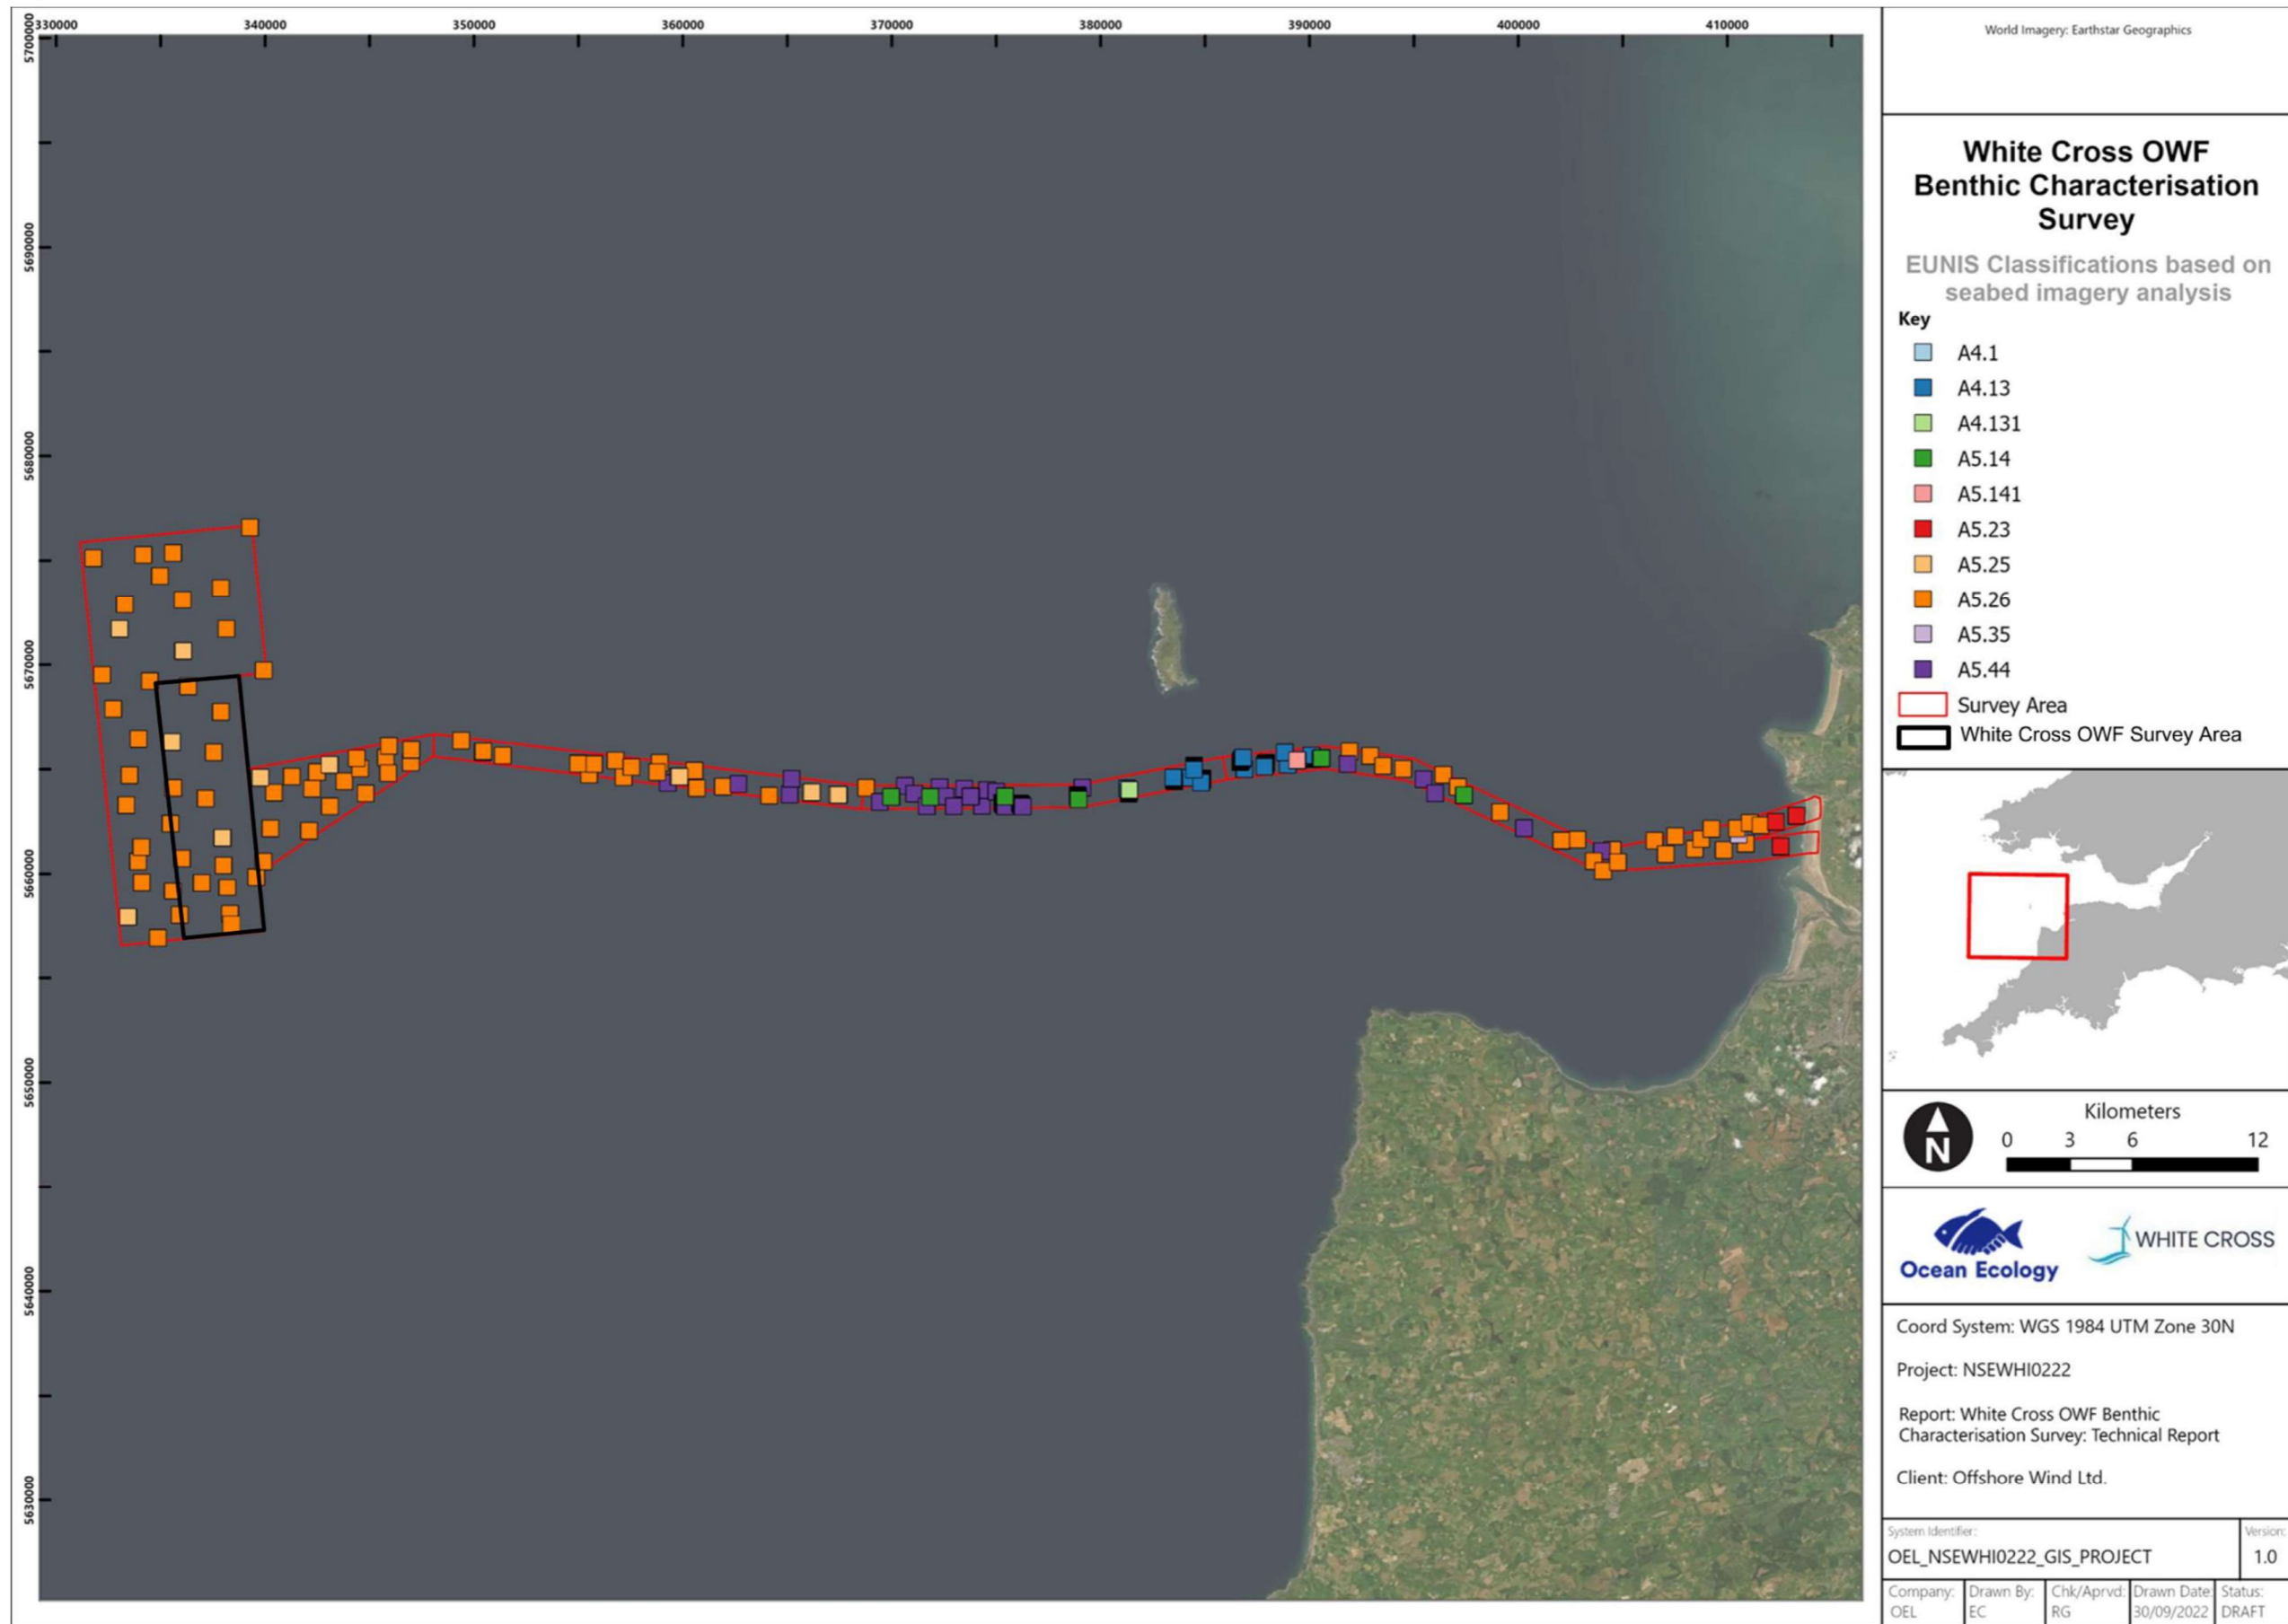 330000 340000 350000 360000 370000 380000 390000 400000 410000
5700000
5690000
5680000
5670000
5660000
5650000
5640000
5630000
World Imagery: Earthstar Geographics
White Cross OWF
Benthic Characterisation
Survey
EUNIS Classifications based on
seabed imagery analysis
Key
A4.1
A4.13
A4.131
A5.14
A5.141
A5.23
A5.25
A5.26
A5.35
A5.44
Survey Area
White Cross OWF Survey Area
N
Kilometers
0 3 6 12
Ocean Ecology
WHITE CROSS
Coord System: WGS 1984 UTM Zone 30N
Project: NSEWHI0222
Report: White Cross OWF Benthic
Characterisation Survey: Technical Report
Client: Offshore Wind Ltd.
System Identifier: Version:
OEL_NSEWHI0222_GIS_PROJECT 1.0
Company: Drawn By: Chk/Aprvd: Drawn Date: Status:
OEL EC RG 30/09/2022 DRAFT